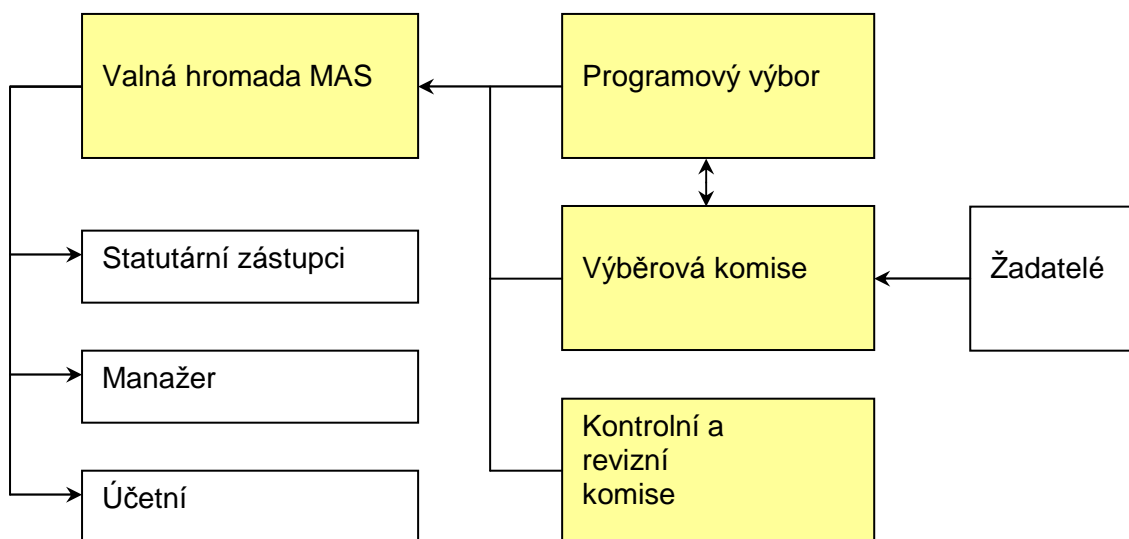 Valná hromada MAS
Programový výbor
Statutární zástupci
Výběrová komise
Žadatelé
Manažer
Kontrolní a
revizní
komise
Účetní